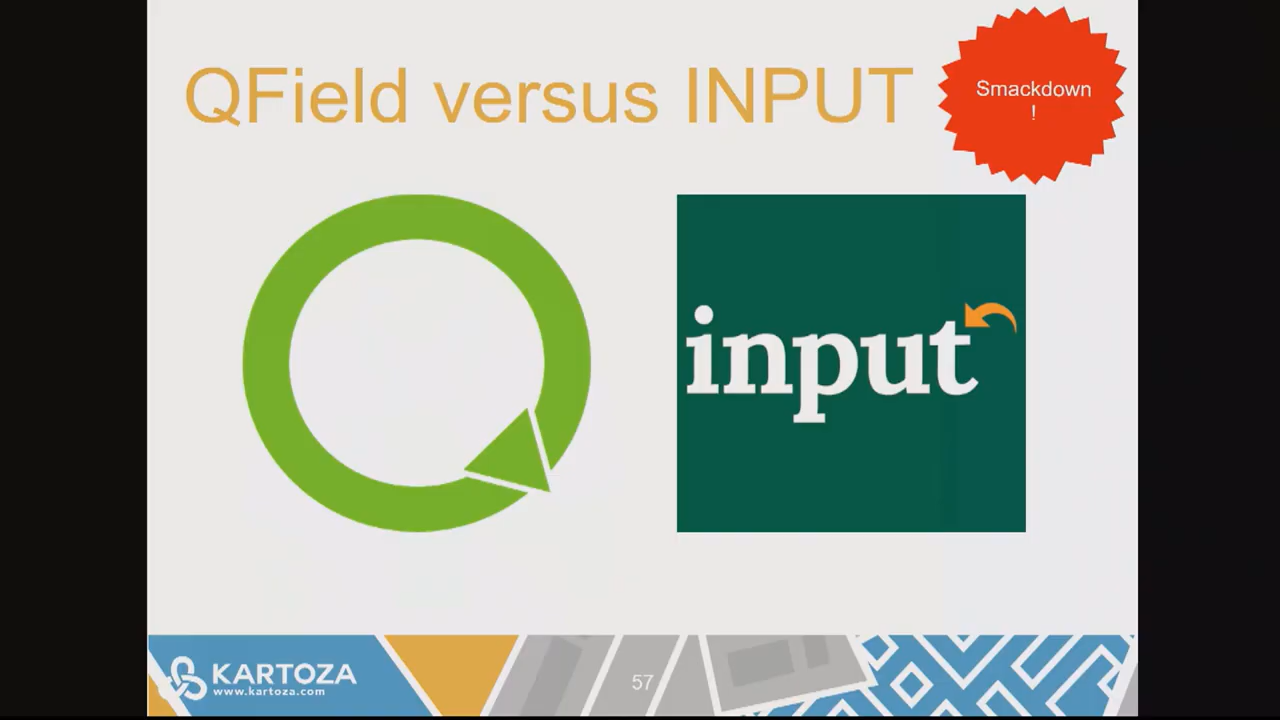 QField versus INPUT
Smackdown
!
input
KARTOZA
www.kartoza.com
57